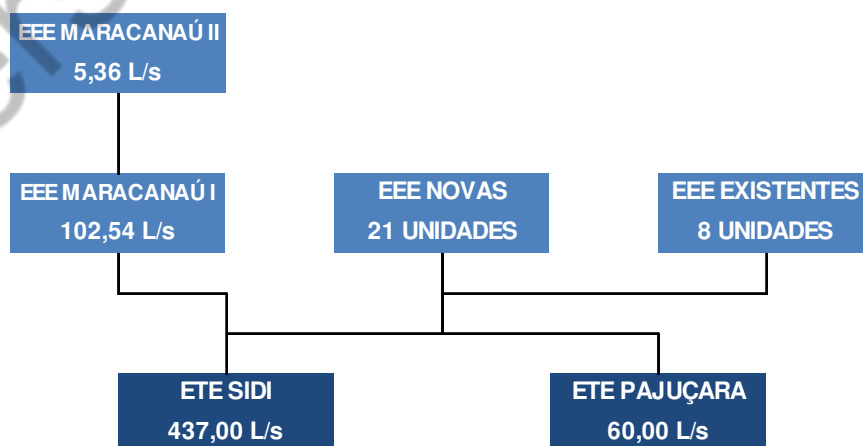 EEE MARACANAÚ II
5,36 L/s
EEE MARACANAÚ I
102,54 L/s
EEE NOVAS
21 UNIDADES
EEE EXISTENTES
8 UNIDADES
ETE SIDI
437,00 L/s
ETE PAJUÇARA
60,00 L/s